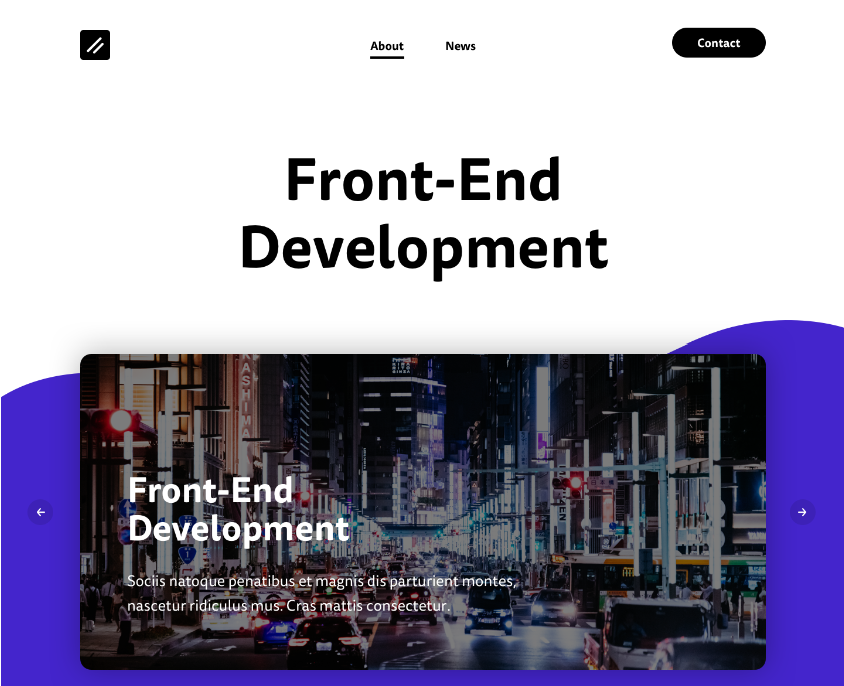 About
News
Contact
Front-End
Development
Front-End
Development
Sociis natoque penatibus et magnis dis parturient montes,
nascetur ridiculus mus. Cras mattis consectetur.